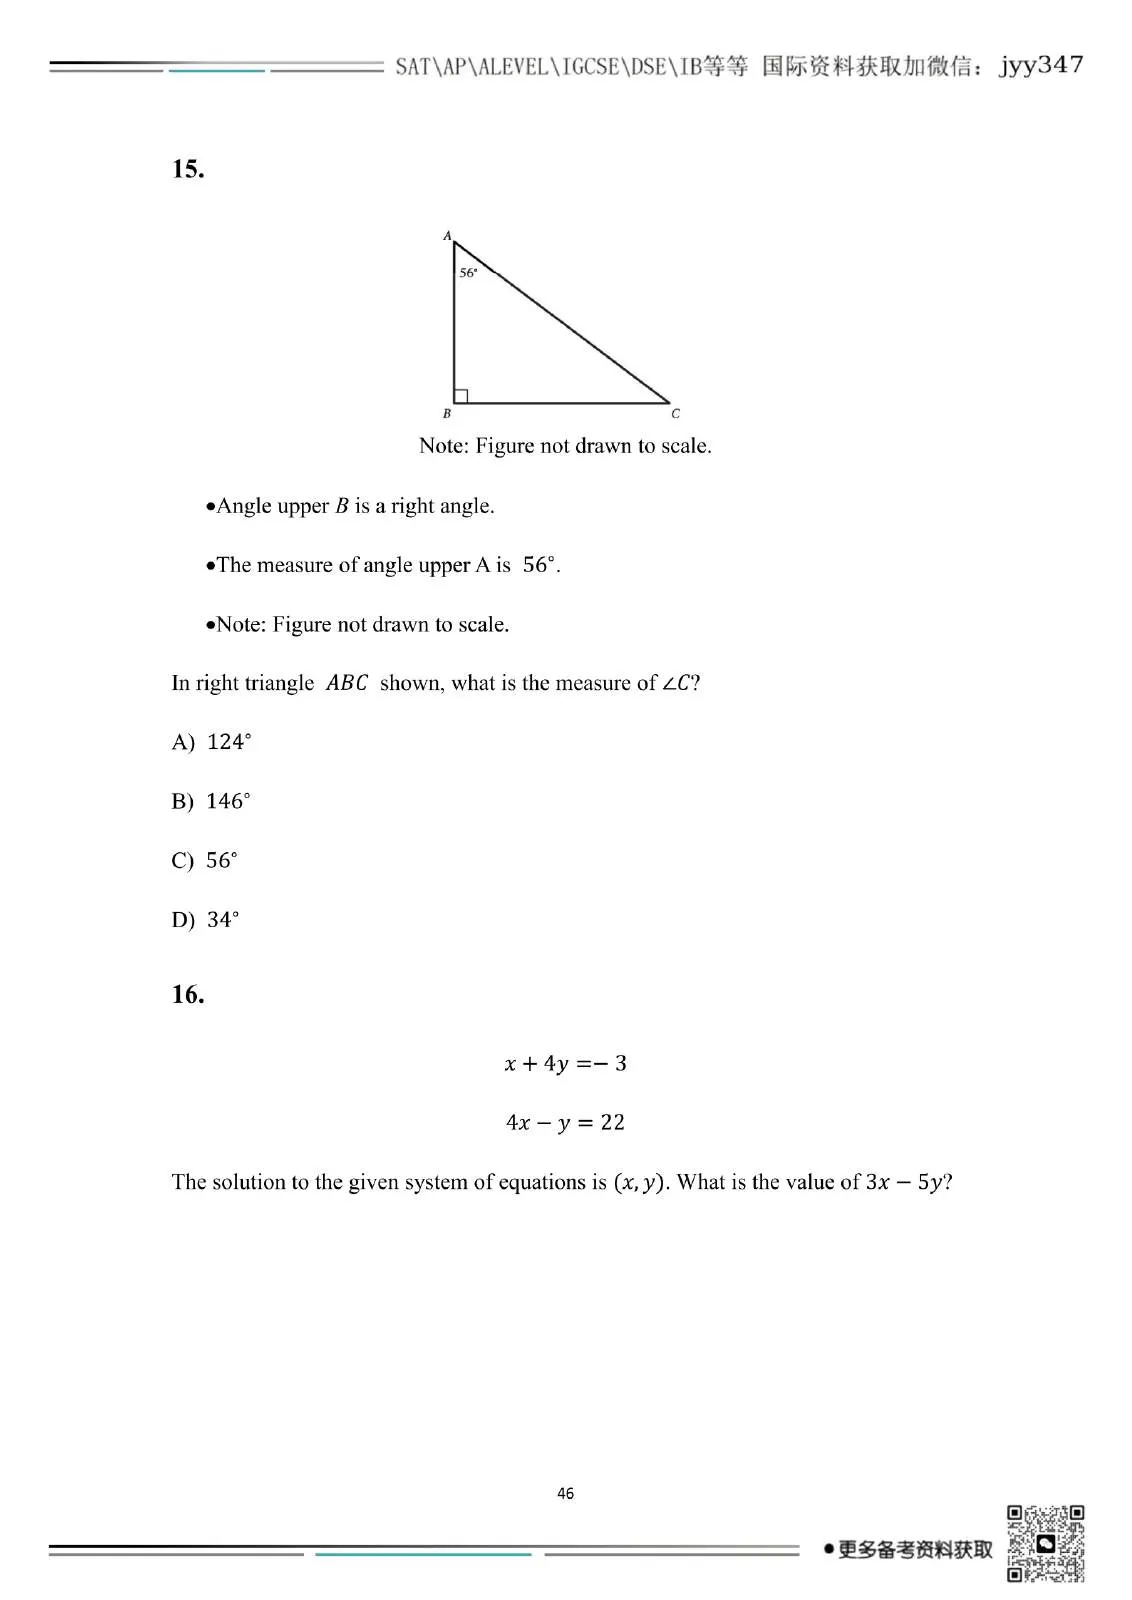 SAT\AP\ALEVEL\IGCSE\DSE\IB等等 国际资料获取加微信：jyy347
15.
A
56°
B
C
Note: Figure not drawn to scale.
•Angle upper B is a right angle.
•The measure of angle upper A is 56°.
•Note: Figure not drawn to scale.
In right triangle ABC shown, what is the measure of ∠C?
A) 124°
B) 146°
C) 56°
D) 34°
16.
x + 4y =− 3
4x − y = 22
The solution to the given system of equations is (x, y). What is the value of 3x − 5y?
46
•更多备考资料获取